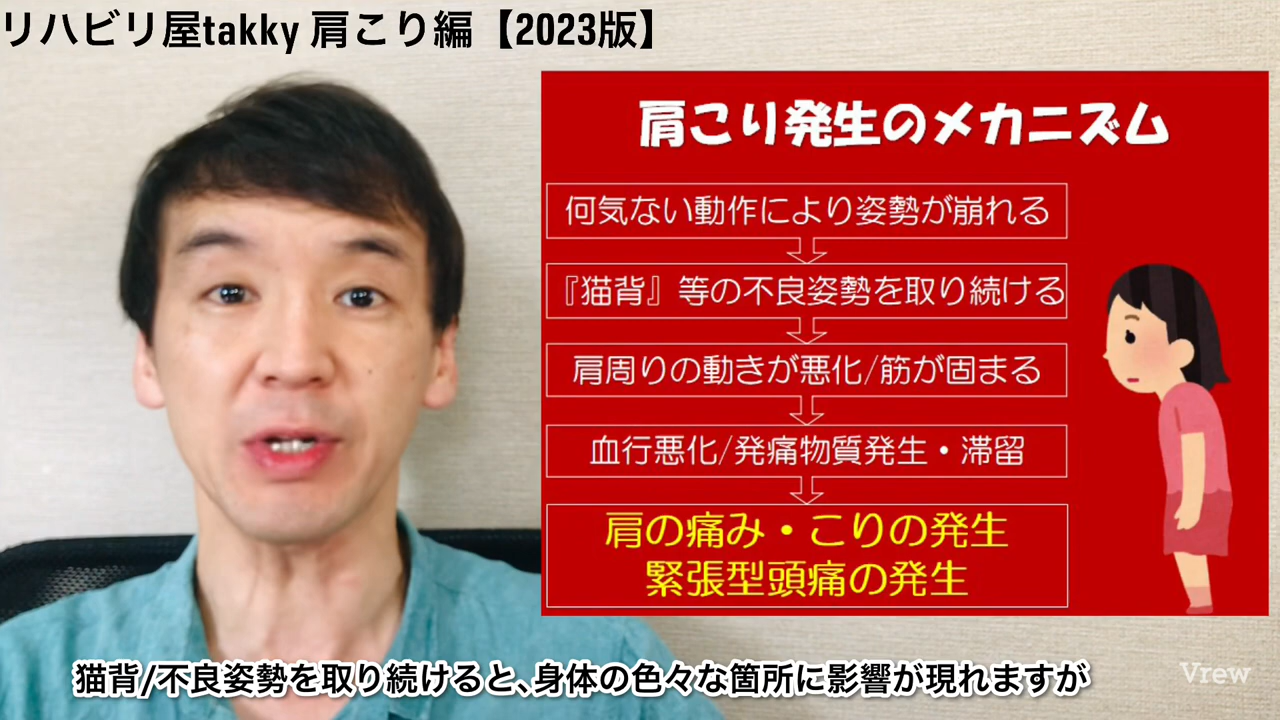 リハビリ屋takky 肩こり編【2023版】
肩こり発生のメカニズム
何気ない動作により姿勢が崩れる
『猫背』等の不良姿勢を取り続ける
肩周りの動きが悪化/筋が固まる
血行悪化/発痛物質発生・滞留
肩の痛み・こりの発生
緊張型頭痛の発生
猫背/不良姿勢を取り続けると､身体の色々な箇所に影響が現れますが
Vrew